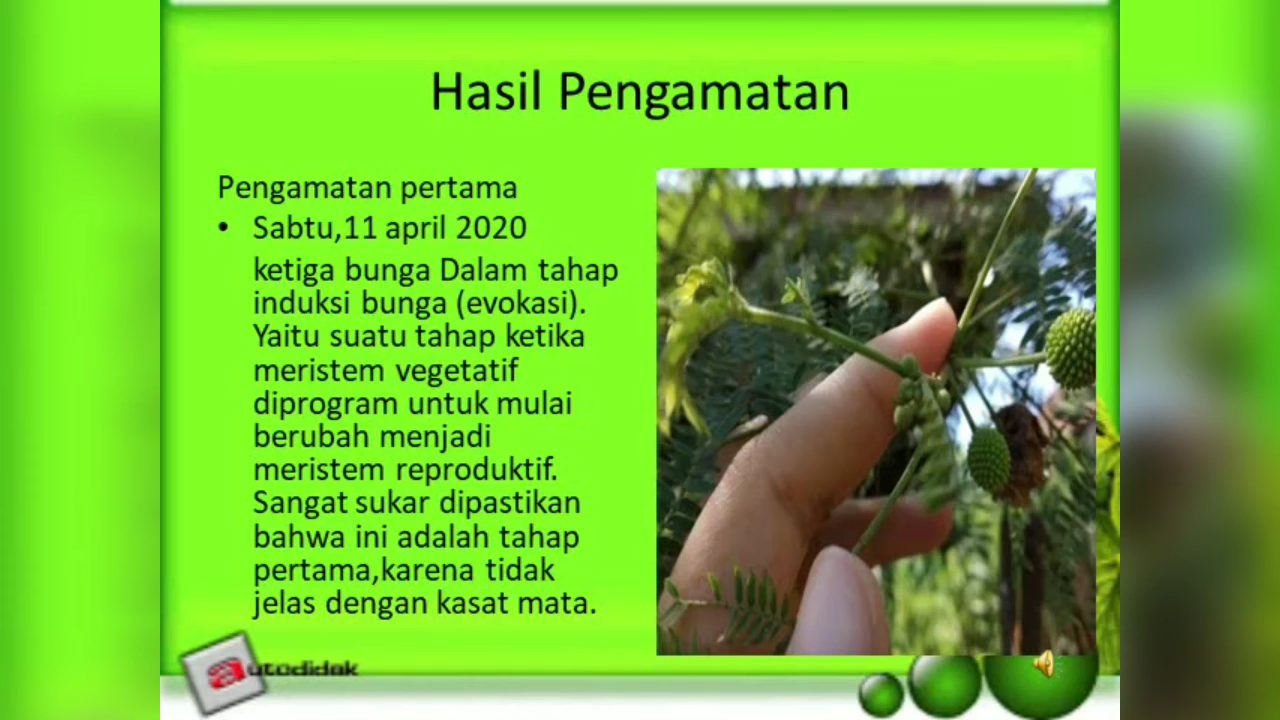 Hasil Pengamatan
Pengamatan pertama
• Sabtu,11 april 2020
ketiga bunga Dalam tahap
induksi bunga (evokasi).
Yaitu suatu tahap ketika
meristem vegetatif
diprogram untuk mulai
berubah menjadi
meristem reproduktif.
Sangat sukar dipastikan
bahwa ini adalah tahap
pertama,karena tidak
jelas dengan kasat mata.
utodidak